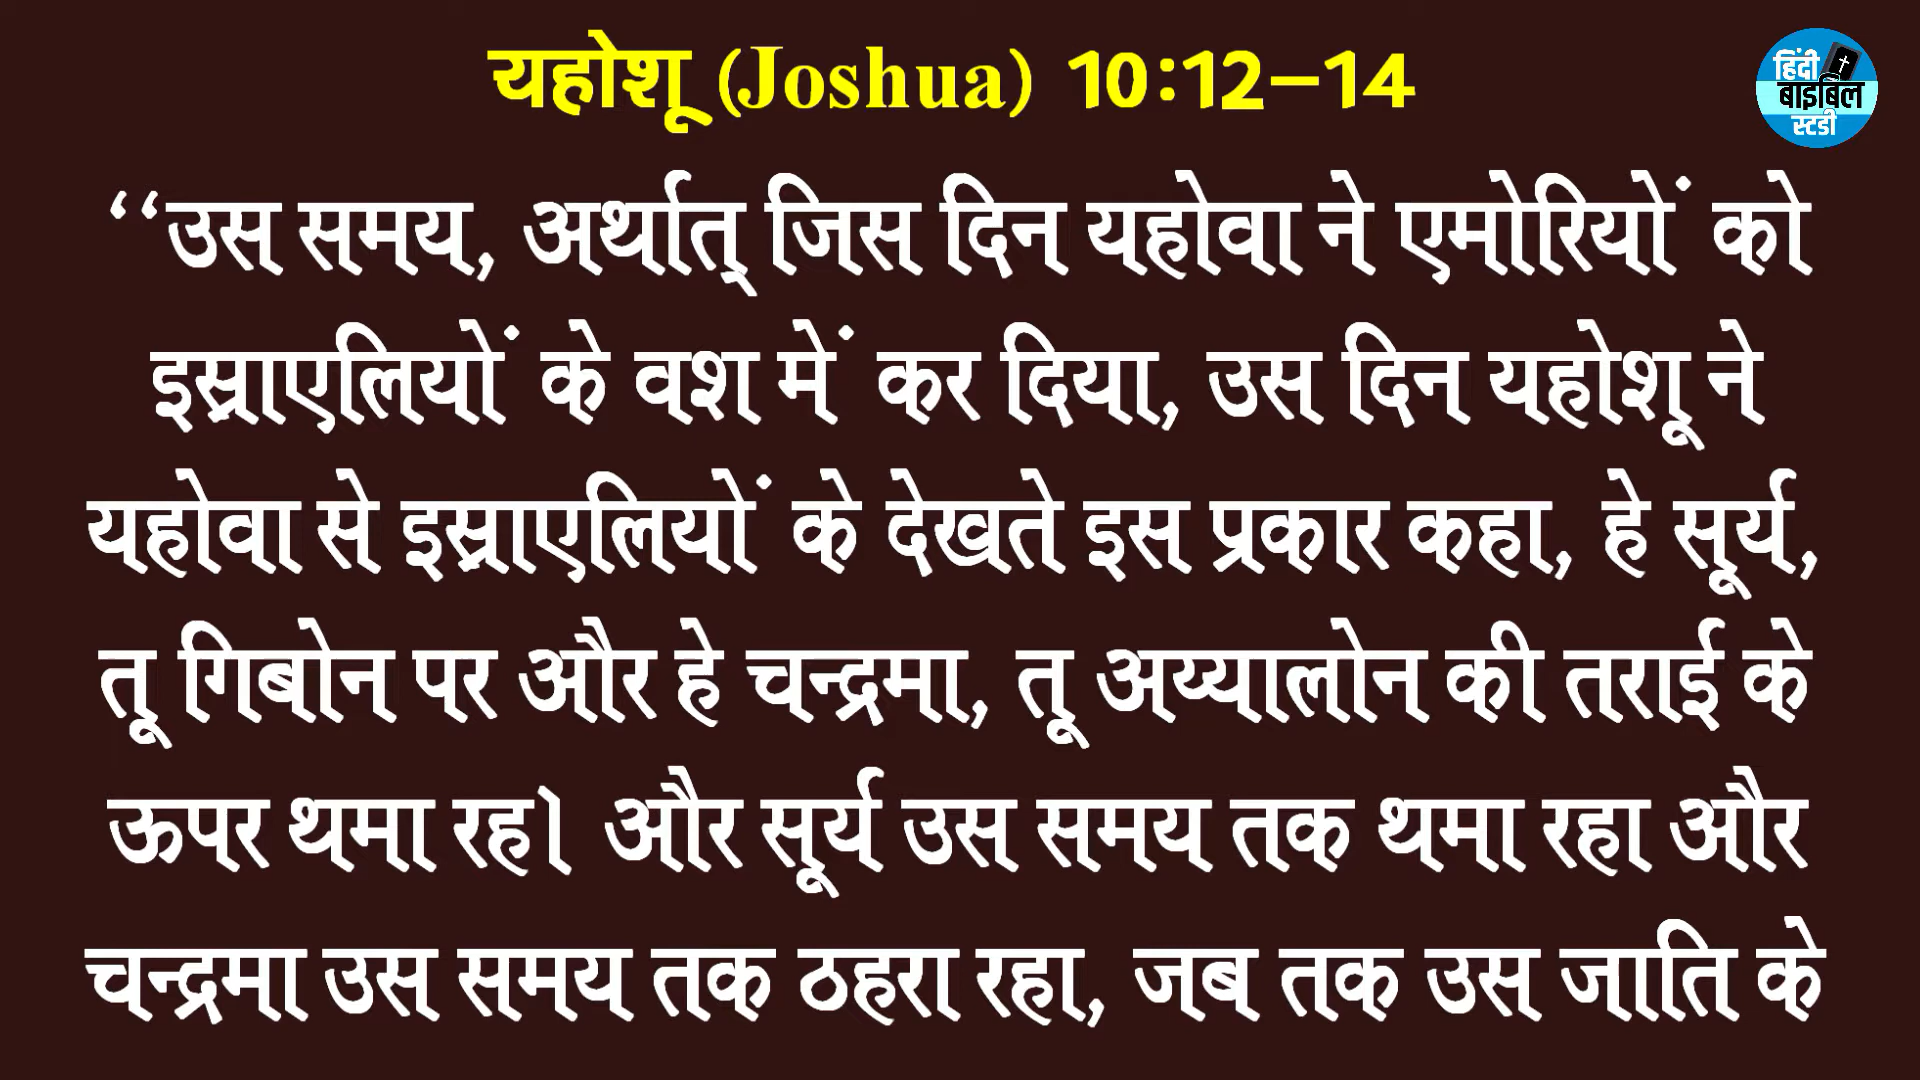 यहोशू (Joshua) 10:12–14
हिंदी
बाइबिल
स्टडी
‘‘उस समय, अर्थात् जिस दिन यहोवा ने एमोरियों को
इस्राएलियों के वश में कर दिया, उस दिन यहोशू ने
यहोवा से इस्राएलियों के देखते इस प्रकार कहा, हे सूर्य,
तू गिबोन पर और हे चन्द्रमा, तू अय्यालोन की तराई के
ऊपर थमा रह। और सूर्य उस समय तक थमा रहा और
चन्द्रमा उस समय तक ठहरा रहा, जब तक उस जाति के